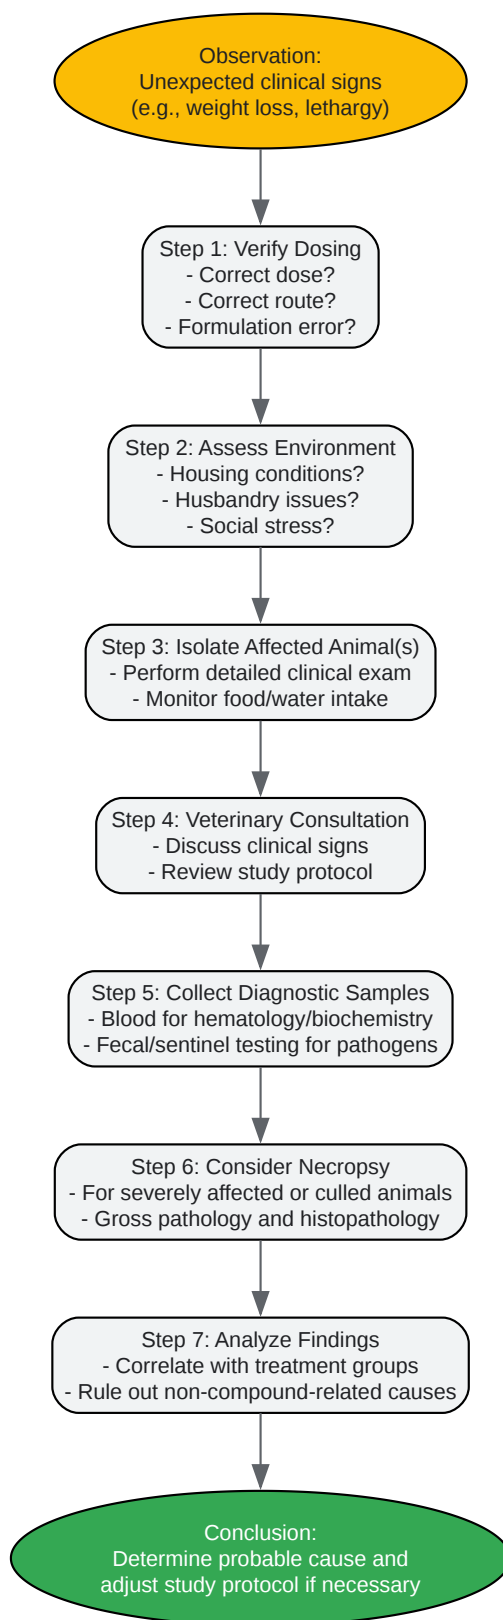 Observation:
Unexpected clinical signs
(e.g., weight loss, lethargy)
Step 1: Verify Dosing
- Correct dose?
- Correct route?
- Formulation error?
Step 2: Assess Environment
- Housing conditions?
- Husbandry issues?
- Social stress?
Step 3: Isolate Affected Animal(s)
- Perform detailed clinical exam
- Monitor food/water intake
Step 4: Veterinary Consultation
- Discuss clinical signs
- Review study protocol
Step 5: Collect Diagnostic Samples
- Blood for hematology/biochemistry
- Fecal/sentinel testing for pathogens
Step 6: Consider Necropsy
- For severely affected or culled animals
- Gross pathology and histopathology
Step 7: Analyze Findings
- Correlate with treatment groups
- Rule out non-compound-related causes
Conclusion:
Determine probable cause and
adjust study protocol if necessary